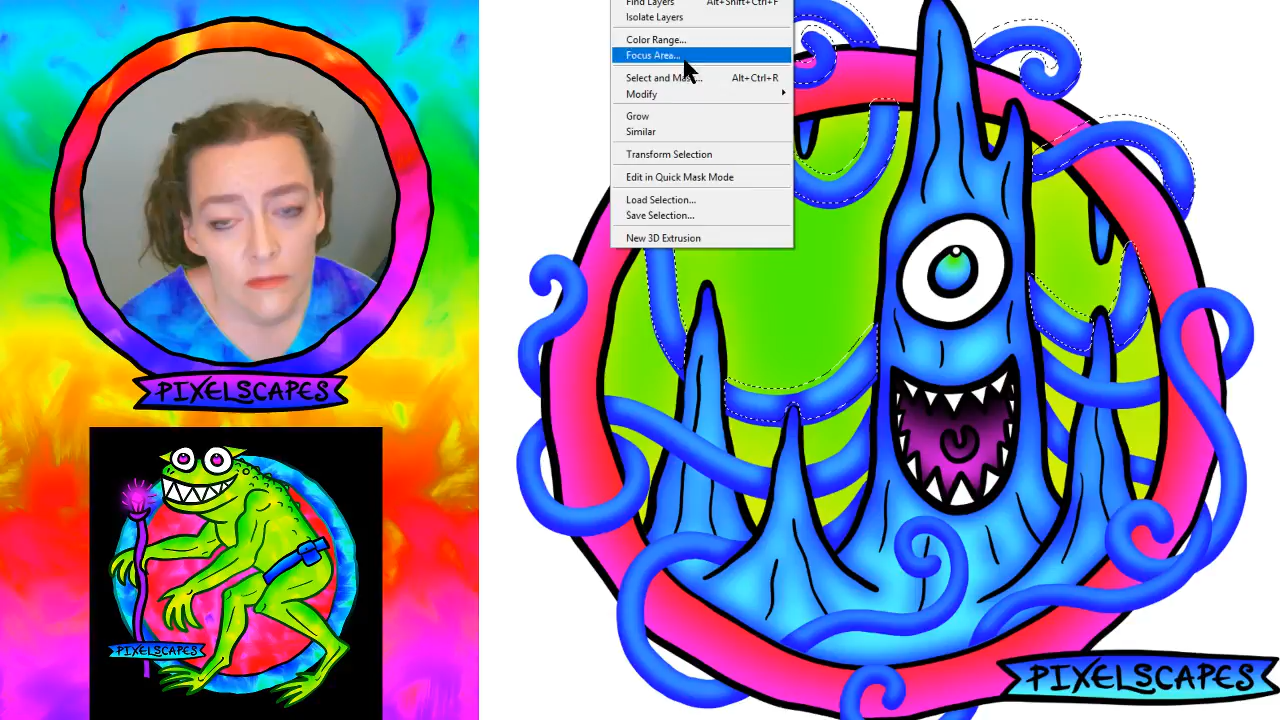 Find Layers Alt+Shift+Ctrl+F
Isolate Layers
Color Range...
Focus Area...
Select and Mas... Alt+Ctrl+R
Modify
Grow
Similar
Transform Selection
Edit in Quick Mask Mode
Load Selection...
Save Selection...
New 3D Extrusion
PIXELSCAPES
PIXELSCAPES
PIXELSCAPES